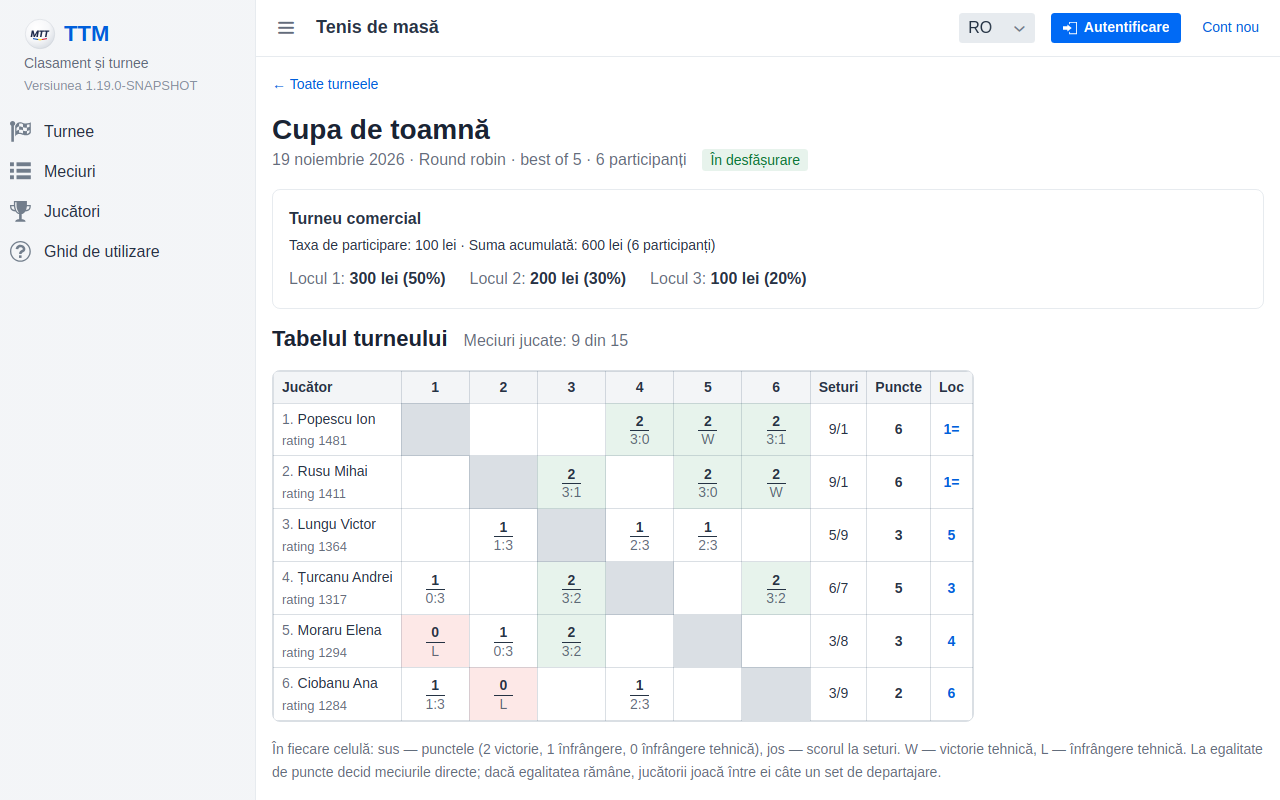 MTT TTM
Clasament și turnee
Versiunea 1.19.0-SNAPSHOT
Turnee
Meciuri
Jucători
Ghid de utilizare
Tenis de masă
RO
Autentificare
Cont nou
← Toate turneele
Cupa de toamnă
19 noiembrie 2026 · Round robin · best of 5 · 6 participanți În desfășurare
Turneu comercial
Taxa de participare: 100 lei · Suma acumulată: 600 lei (6 participanți)
Locul 1: 300 lei (50%) Locul 2: 200 lei (30%) Locul 3: 100 lei (20%)
Tabelul turneului Meciuri jucate: 9 din 15
Jucător 1 2 3 4 5 6 Seturi Puncte Loc
1. Popescu Ion 2 2 2 9/1 6 1=
rating 1481 3:0 W 3:1
2. Rusu Mihai 2 2 2 9/1 6 1=
rating 1411 3:1 3:0 W
3. Lungu Victor 1 1 1 5/9 3 5
rating 1364 1:3 2:3 2:3
4. Țurcanu Andrei 1 2 2 6/7 5 3
rating 1317 0:3 3:2 3:2
5. Moraru Elena 0 1 2 3/8 3 4
rating 1294 L 0:3 3:2
6. Ciobanu Ana 1 0 1 3/9 2 6
rating 1284 1:3 L 2:3
În fiecare celulă: sus — punctele (2 victorie, 1 înfrângere, 0 înfrângere tehnică), jos — scorul la seturi. W — victorie tehnică, L — înfrângere tehnică. La egalitate
de puncte decid meciurile directe; dacă egalitatea rămâne, jucătorii joacă între ei câte un set de departajare.